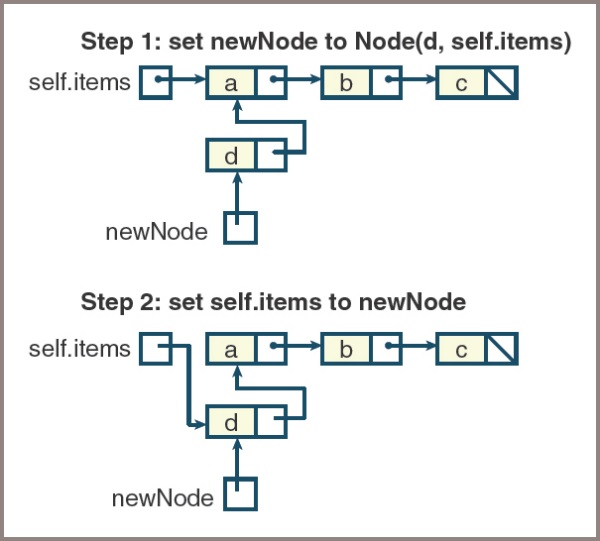 Step 1: set newNode to Node(d, self.items)
self.items a b c
d
newNode
Step 2: set self.items to newNode
self.items a b c
d
newNode